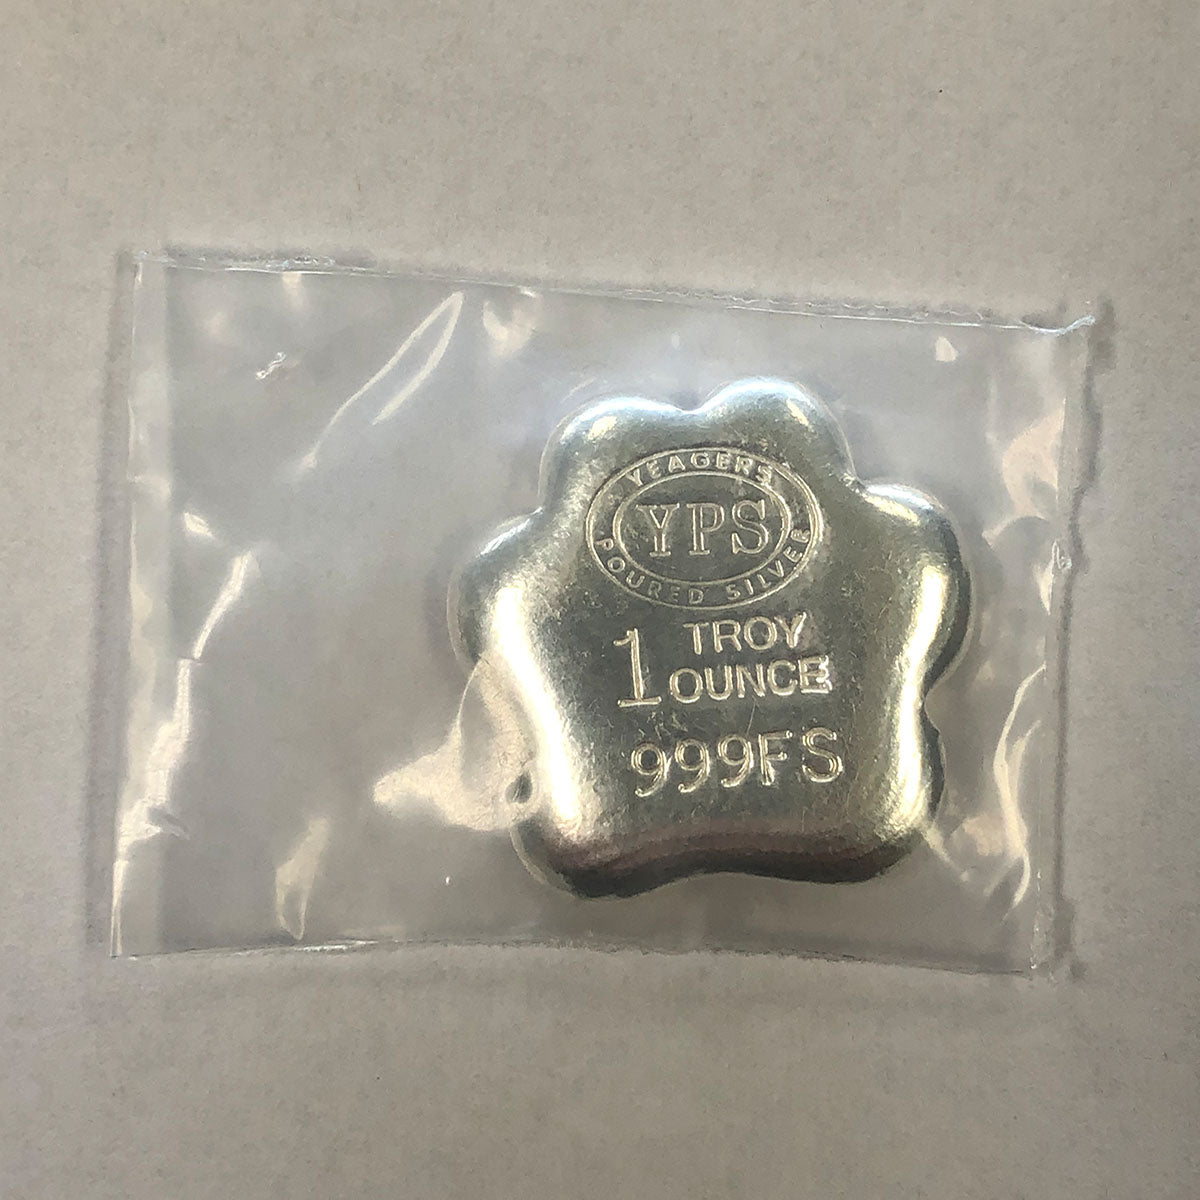 YEAGERS
YPS
POURED SILVER
1 TROY
OUNCE
999FS